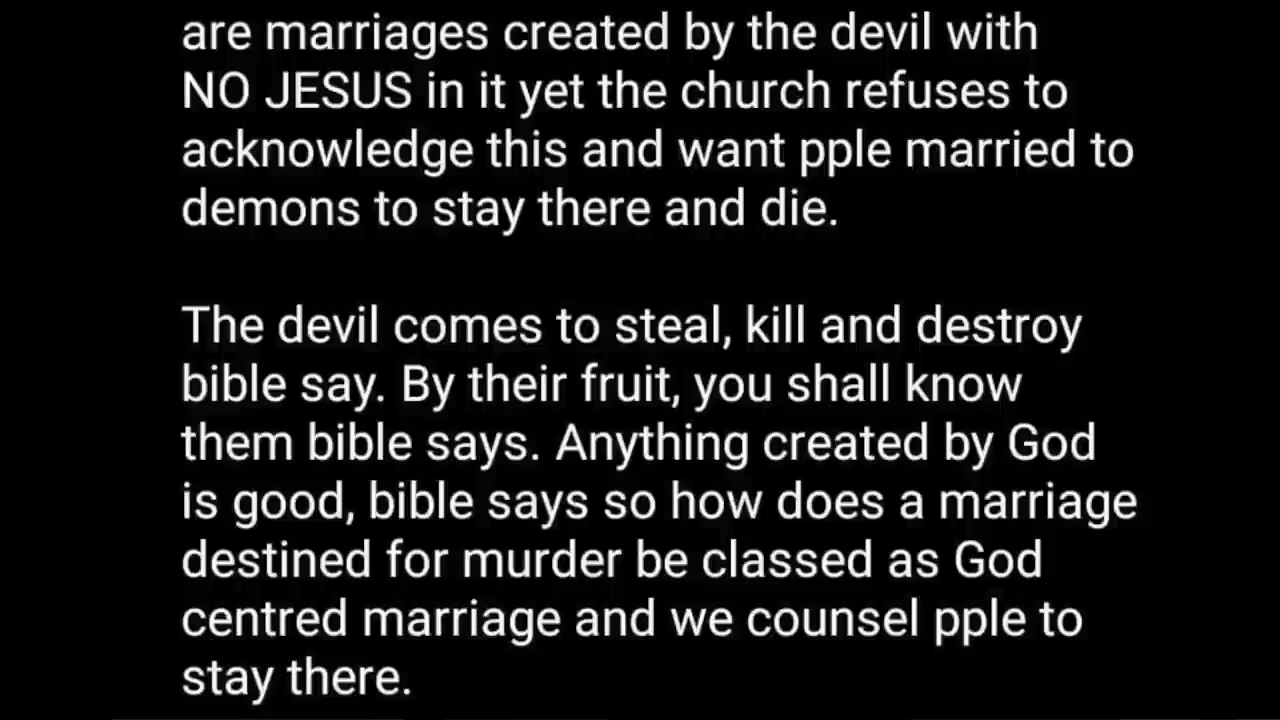 are marriages created by the devil with
NO JESUS in it yet the church refuses to
acknowledge this and want pple married to
demons to stay there and die.
The devil comes to steal, kill and destroy
bible say. By their fruit, you shall know
them bible says. Anything created by God
is good, bible says so how does a marriage
destined for murder be classed as God
centred marriage and we counsel pple to
stay there.